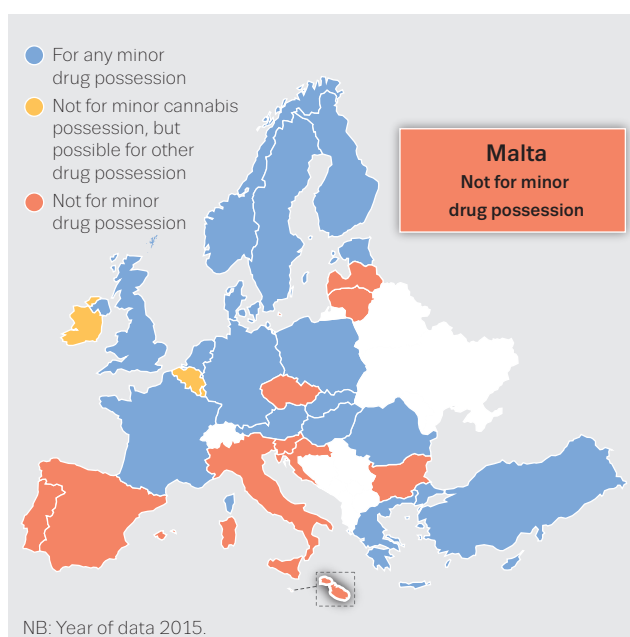 For any minor
drug possession
Not for minor cannabis
possession, but
possible for other
drug possession
Not for minor
drug possession
Malta
Not for minor
drug possession
NB: Year of data 2015.